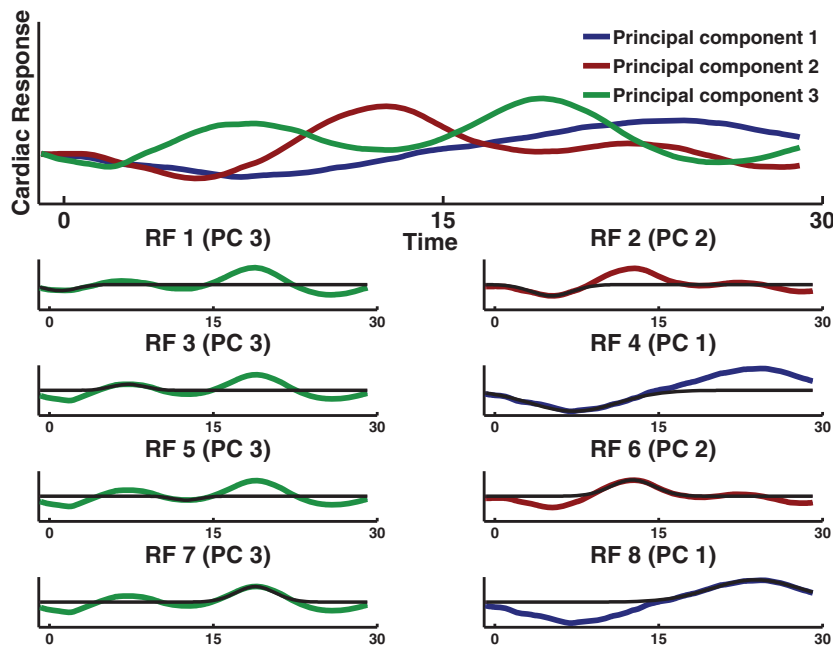 Cardiac Response
Principal component 1
Principal component 2
Principal component 3
0 15 30
Time
RF 1 (PC 3)
0 15 30
RF 2 (PC 2)
0 15 30
RF 3 (PC 3)
0 15 30
RF 4 (PC 1)
0 15 30
RF 5 (PC 3)
0 15 30
RF 6 (PC 2)
0 15 30
RF 7 (PC 3)
0 15 30
RF 8 (PC 1)
0 15 30